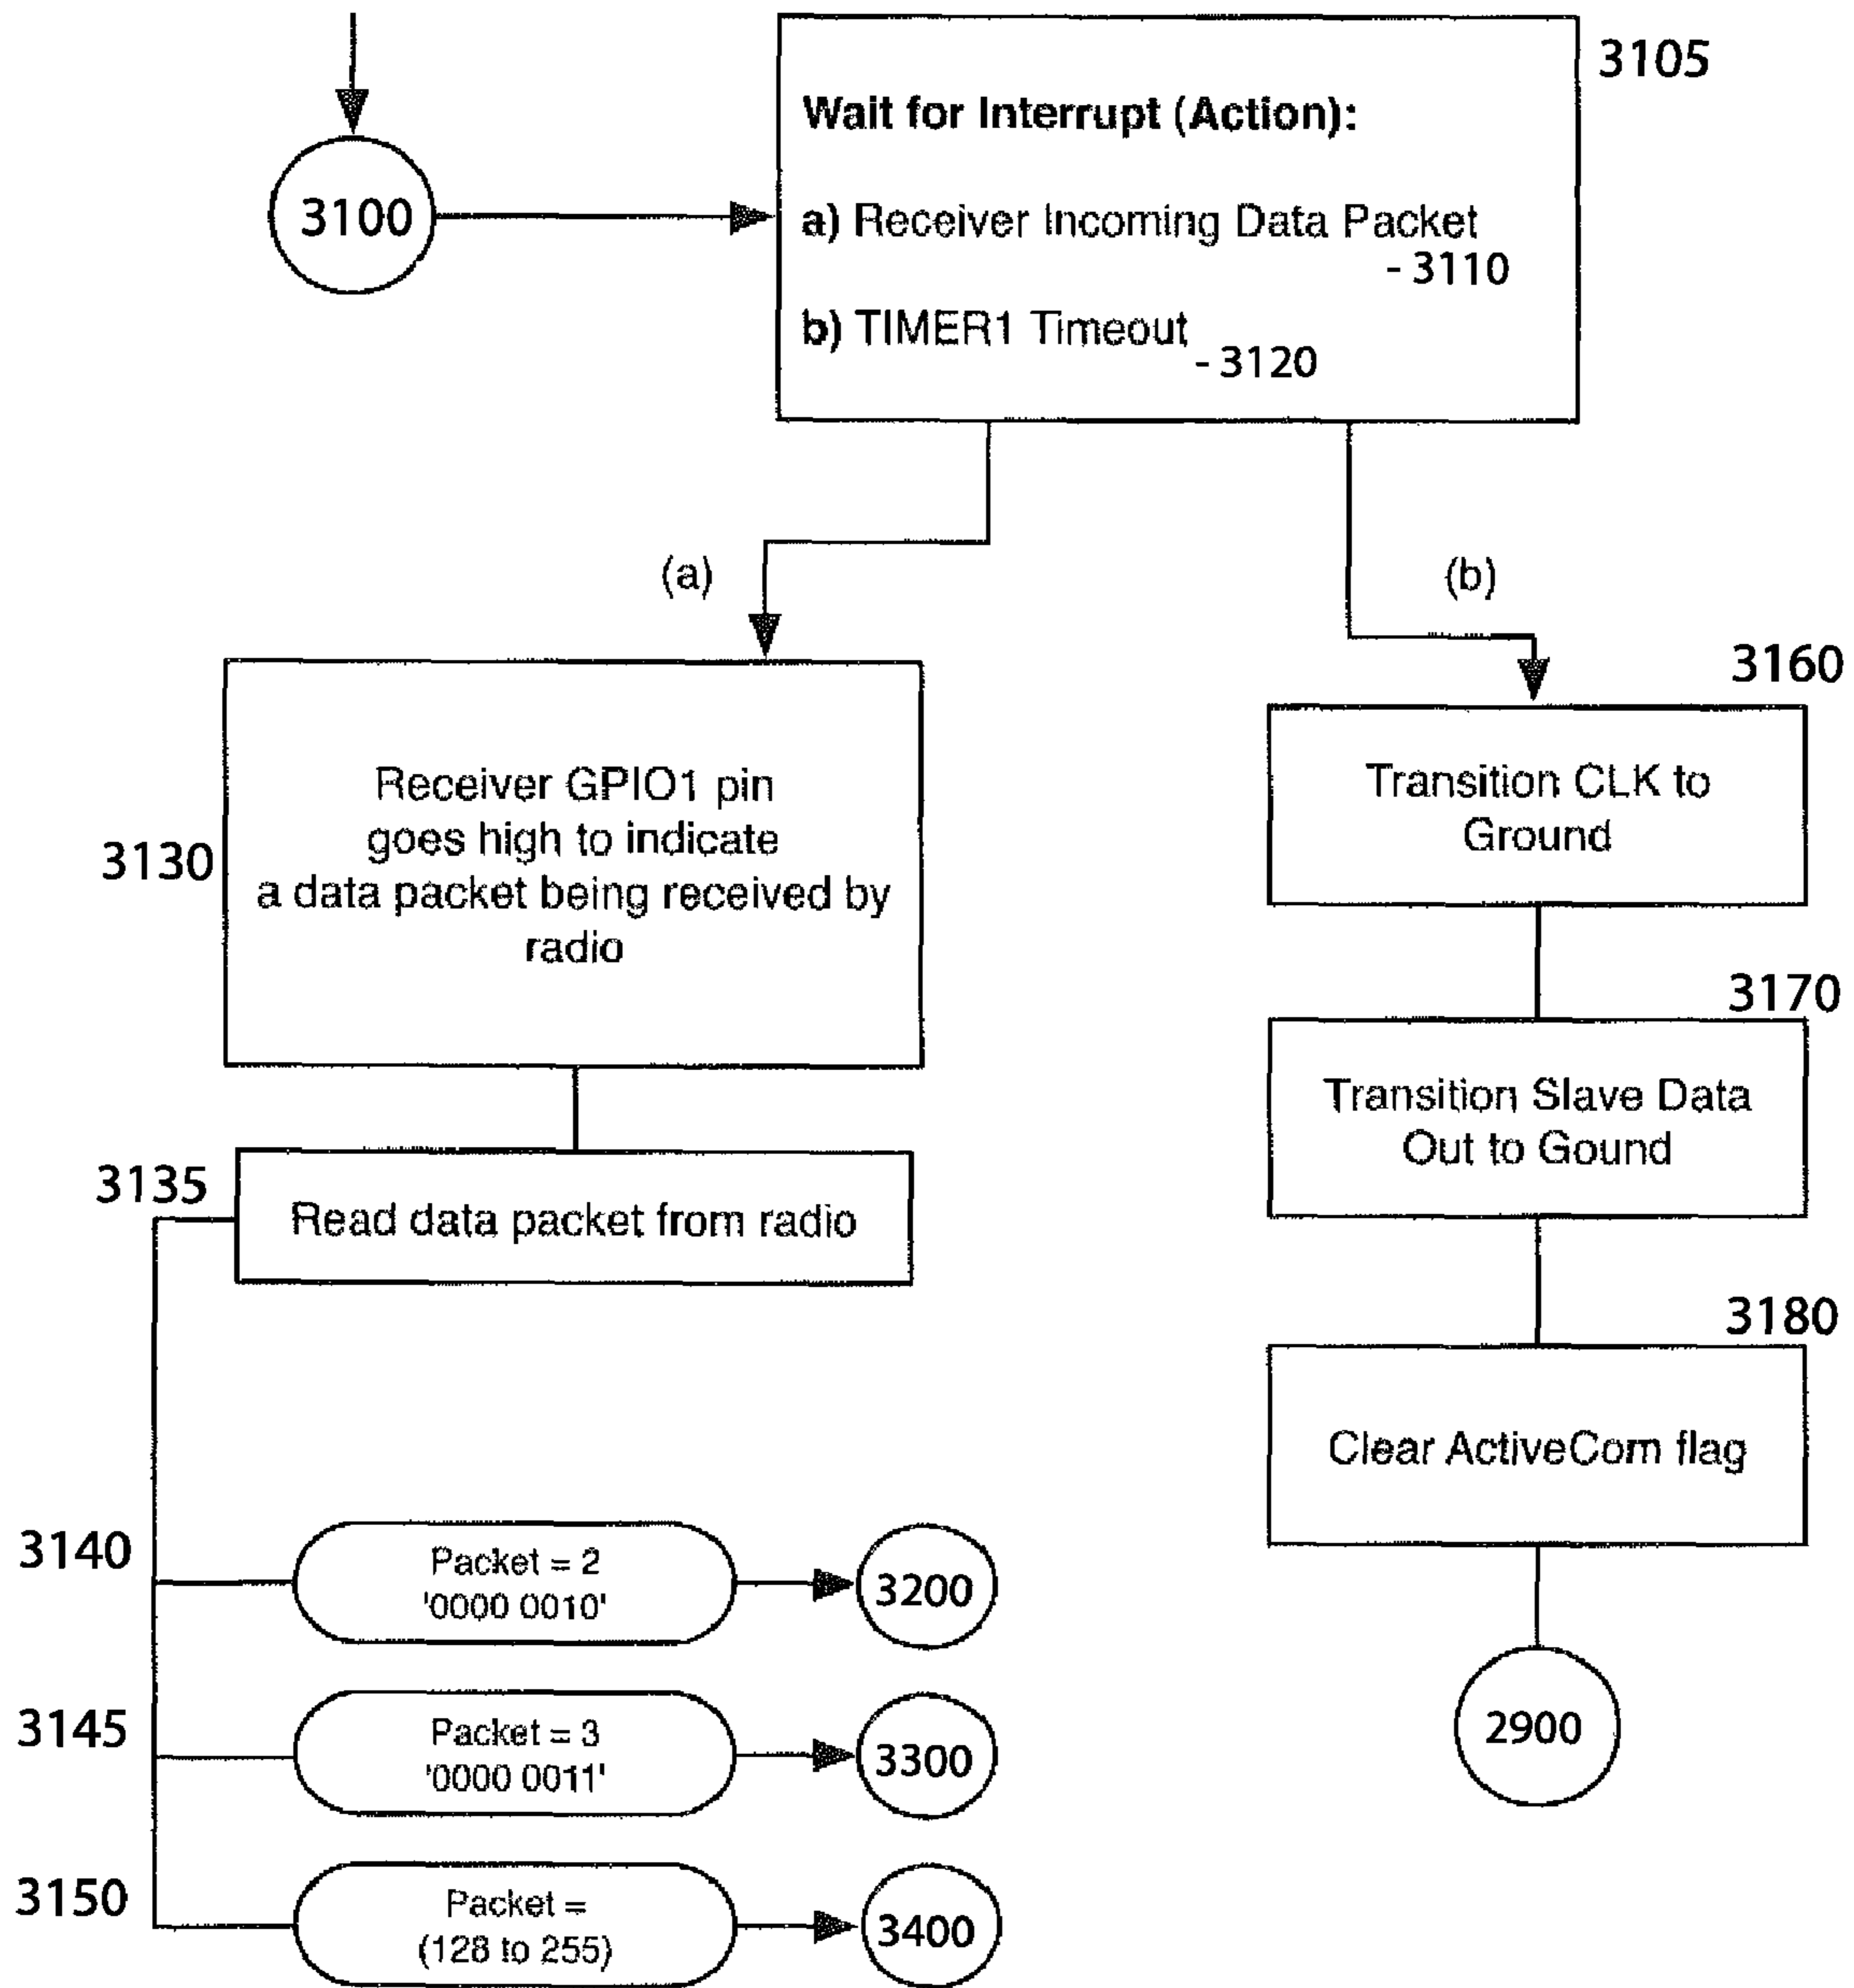 3105
Wait for Interrupt (Action):
3100
a) Receiver Incoming Data Packet
- 3110
b) TIMER1 Timeout
- 3120
(a)
(b)
3160
Receiver GPIO1 pin
goes high to indicate
a data packet being received by
radio
3130
Transition CLK to
Ground
3170
Transition Slave Data
Out to Gound
3135
Read data packet from radio
3180
Clear ActiveCom flag
3140
Packet = 2
'0000 0010'
3200
3145
Packet = 3
'0000 0011'
3300
2900
3150
Packet =
(128 to 255)
3400